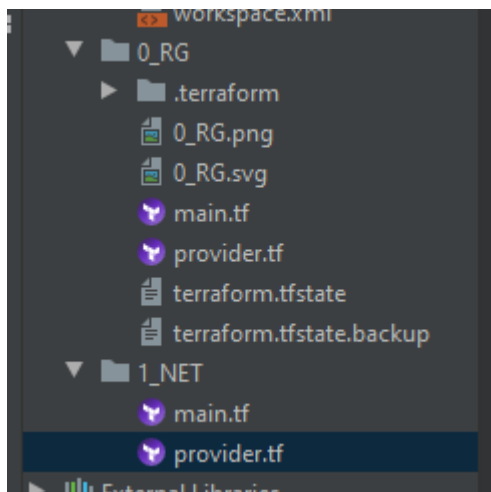 workspace.xml
0_RG
.terraform
0_RG.png
0_RG.svg
main.tf
provider.tf
terraform.tfstate
terraform.tfstate.backup
1_NET
main.tf
provider.tf
External Libraries